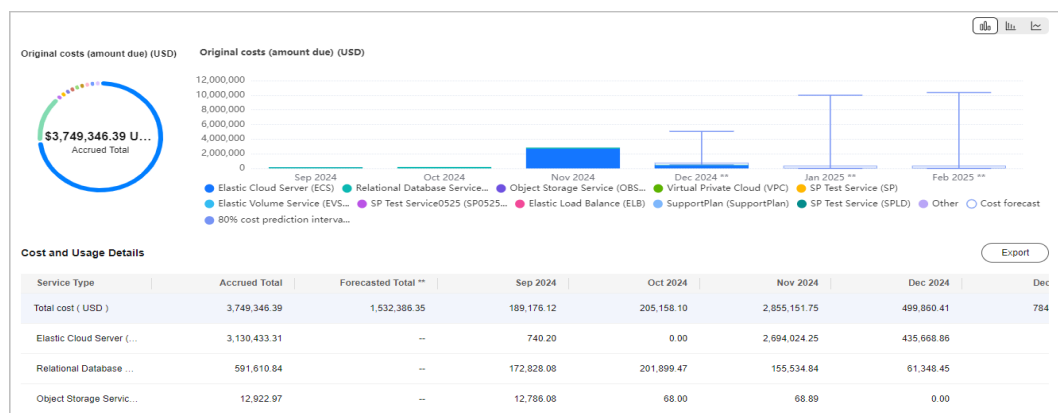 Original costs (amount due) (USD)
Original costs (amount due) (USD)
$3,749,346.39 U...
Accrued Total
12,000,000
10,000,000
8,000,000
6,000,000
4,000,000
2,000,000
0
Sep 2024 Oct 2024 Nov 2024 Dec 2024 ** Jan 2025 ** Feb 2025 **
Elastic Cloud Server (ECS) Relational Database Service... Object Storage Service (OBS... Virtual Private Cloud (VPC) SP Test Service (SP)
Elastic Volume Service (EVS... SP Test Service0525 (SP0525... Elastic Load Balance (ELB) SupportPlan (SupportPlan) SP Test Service (SPLD) Other Cost forecast
80% cost prediction interva...
Cost and Usage Details
Export
Service Type Accrued Total Forecasted Total ** Sep 2024 Oct 2024 Nov 2024 Dec 2024 Dec
Total cost ( USD ) 3,749,346.39 1,532,386.35 189,176.12 205,158.10 2,855,151.75 499,860.41 784
Elastic Cloud Server (... 3,130,433.31 -- 740.20 0.00 2,694,024.25 435,668.86
Relational Database ... 591,610.84 -- 172,828.08 201,899.47 155,534.84 61,348.45
Object Storage Servic... 12,922.97 -- 12,786.08 68.00 68.89 0.00